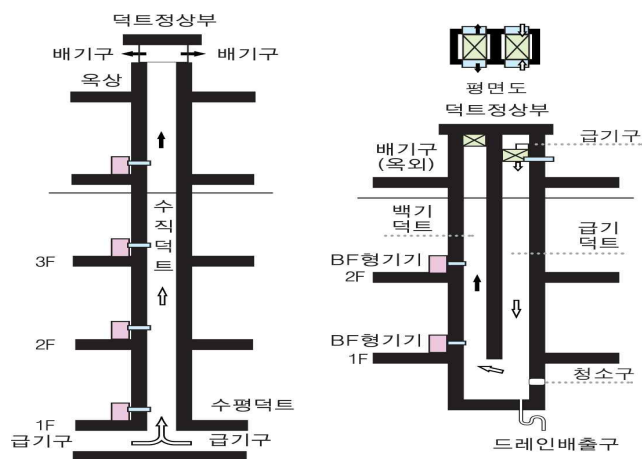 덕트정상부
배기구 배기구
옥상
수직덕트
3F
2F
수평덕트
1F
급기구 급기구
평면도
덕트정상부
급기구
배기구
(옥외)
백기
덕트
급기
덕트
BF형기기
2F
BF형기기
1F
청소구
드레인배출구